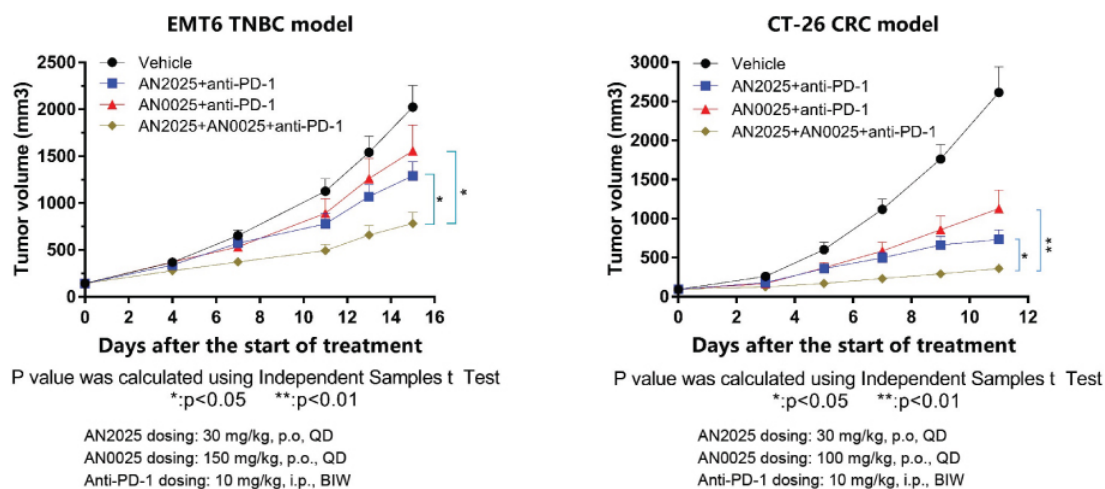 EMT6 TNBC model
2500
2000
1500
1000
500
0
Tumor volume (mm3)
Vehicle
AN2025+anti-PD-1
AN0025+anti-PD-1
AN2025+AN0025+anti-PD-1
*
*
0 2 4 6 8 10 12 14 16
Days after the start of treatment
P value was calculated using Independent Samples t Test
*:p<0.05 **:p<0.01
AN2025 dosing: 30 mg/kg, p.o, QD
AN0025 dosing: 150 mg/kg, p.o., QD
Anti-PD-1 dosing: 10 mg/kg, i.p., BIW
CT-26 CRC model
3000
2500
2000
1500
1000
500
0
Tumor volume (mm3)
Vehicle
AN2025+anti-PD-1
AN0025+anti-PD-1
AN2025+AN0025+anti-PD-1
*
**
0 2 4 6 8 10 12
Days after the start of treatment
P value was calculated using Independent Samples t Test
*:p<0.05 **:p<0.01
AN2025 dosing: 30 mg/kg, p.o, QD
AN0025 dosing: 100 mg/kg, p.o., QD
Anti-PD-1 dosing: 10 mg/kg, i.p., BIW